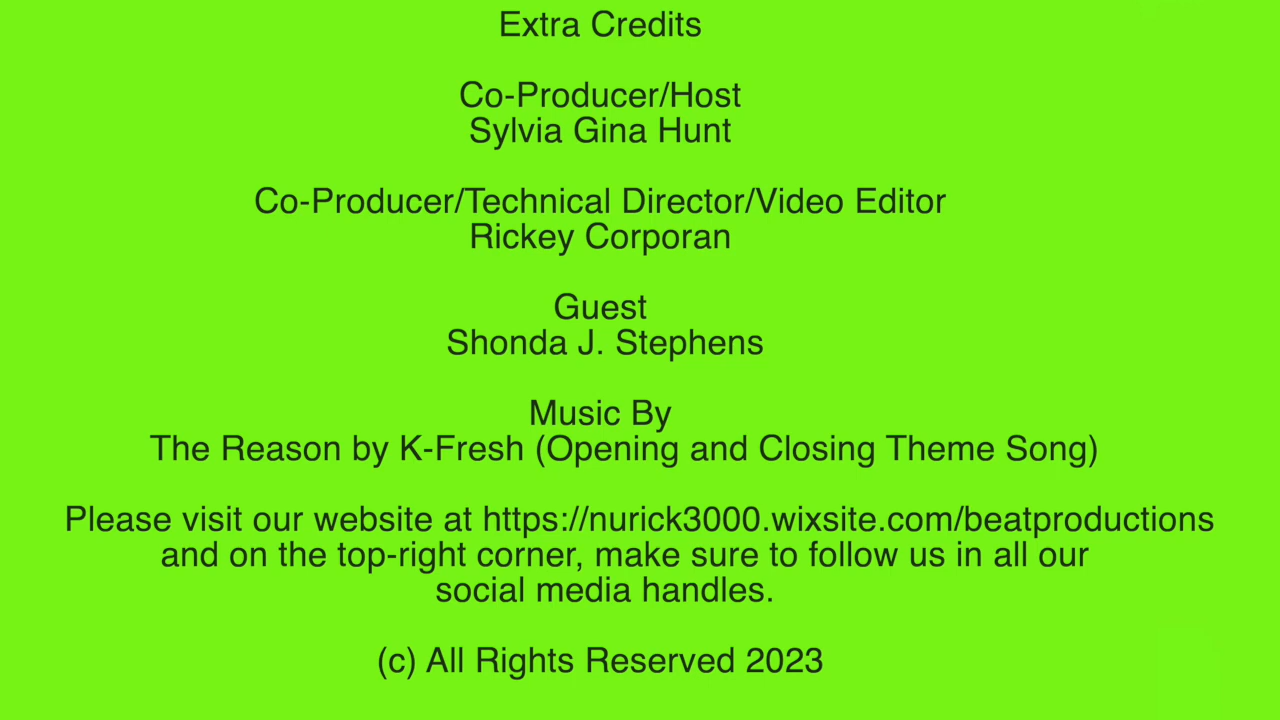 Extra Credits
Co-Producer/Host
Sylvia Gina Hunt
Co-Producer/Technical Director/Video Editor
Rickey Corporan
Guest
Shonda J. Stephens
Music By
The Reason by K-Fresh (Opening and Closing Theme Song)
Please visit our website at https://nurick3000.wixsite.com/beatproductions
and on the top-right corner, make sure to follow us in all our
social media handles.
(c) All Rights Reserved 2023